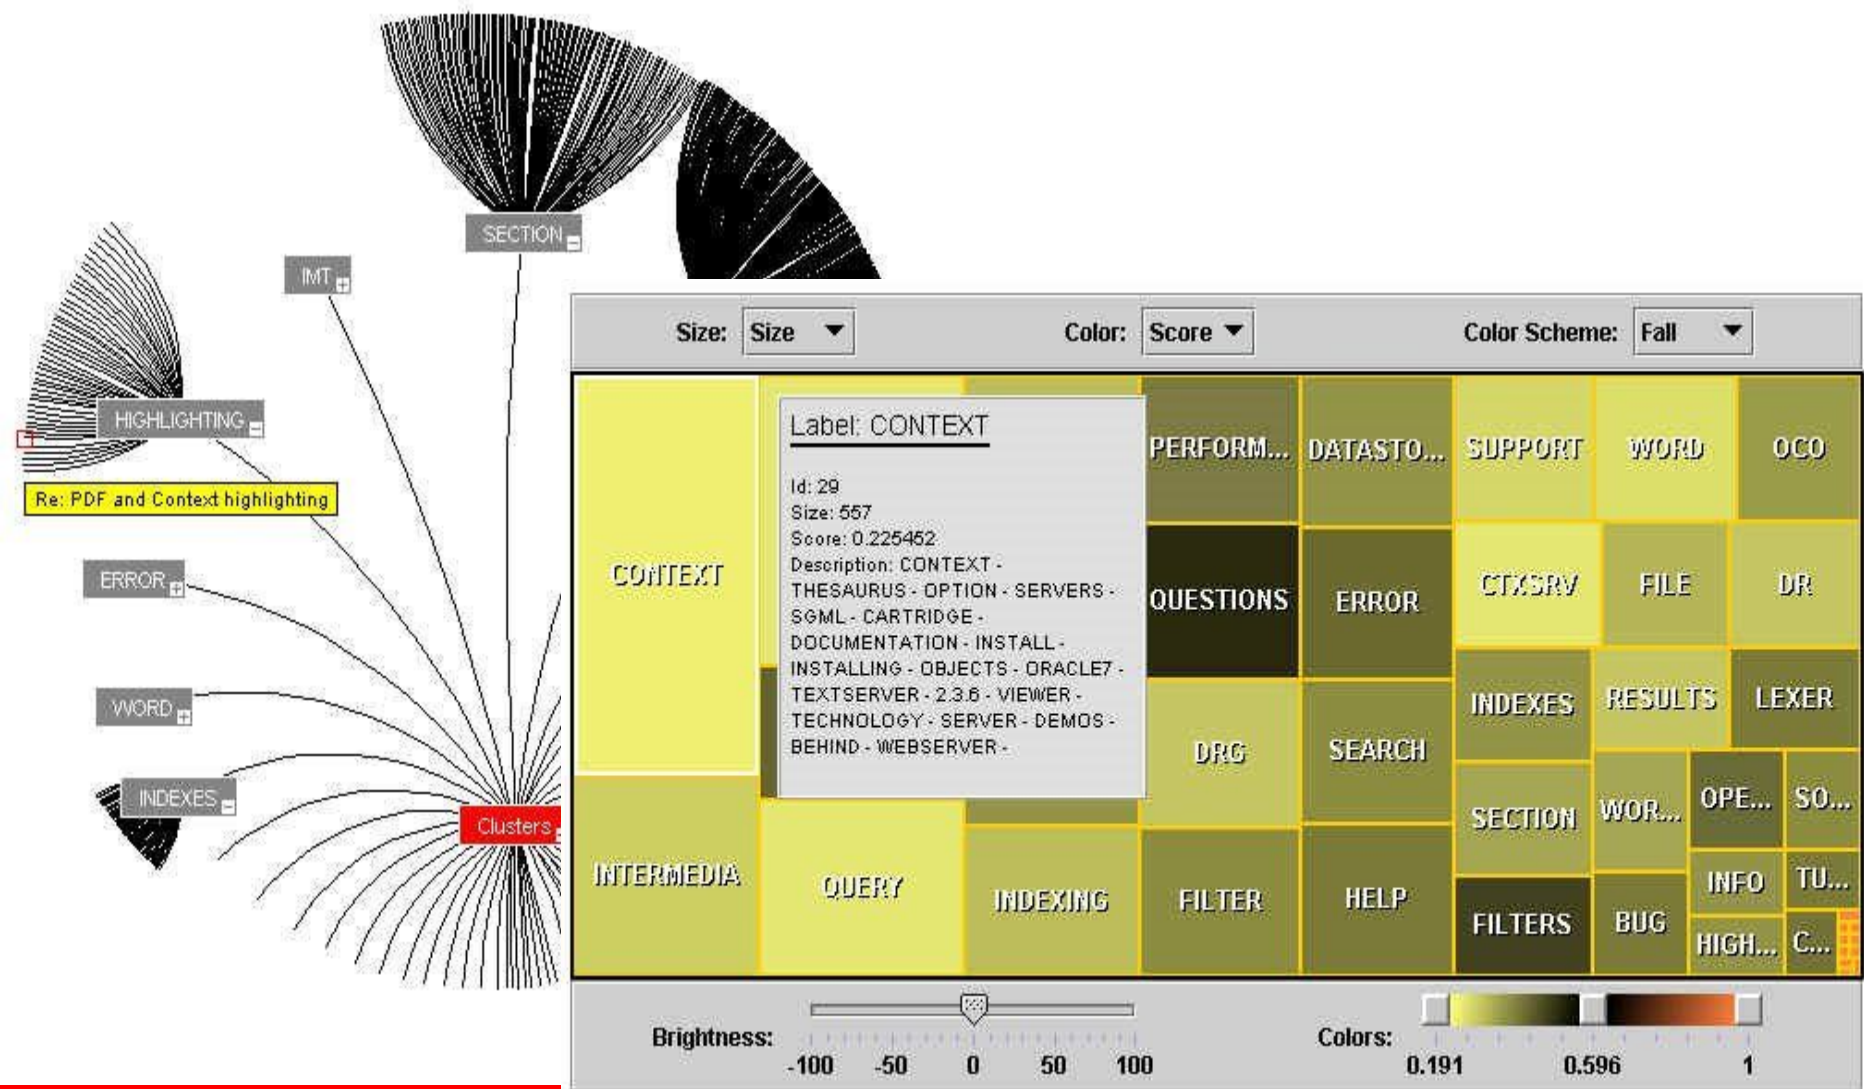 SECTION
IMT
HIGHLIGHTING
Re: PDF and Context highlighting
ERROR
WORD
INDEXES
Clusters
Size: Size Color: Score Color Scheme: Fall
Label: CONTEXT
Id: 29
Size: 557
Score: 0.225452
Description: CONTEXT -
THESAURUS - OPTION - SERVERS -
SGML - CARTRIDGE -
DOCUMENTATION - INSTALL -
INSTALLING - OBJECTS - ORACLE7 -
TEXTSERVER - 2.3.6 - VIEWER -
TECHNOLOGY - SERVER - DEMOS -
BEHIND - WEBSERVER -
CONTEXT
INTERMEDIA
QUERY
INDEXING
PERFORM...
QUESTIONS
DRG
FILTER
DATASTO...
ERROR
SEARCH
HELP
SUPPORT
WORD
OCO
CTXSRV
FILE
DR
INDEXES
RESULTS
LEXER
SECTION
WOR...
OPE...
SO...
FILTERS
BUG
INFO
TU...
HIGH...
C...
Brightness:
-100 -50 0 50 100
Colors:
0.191 0.596 1